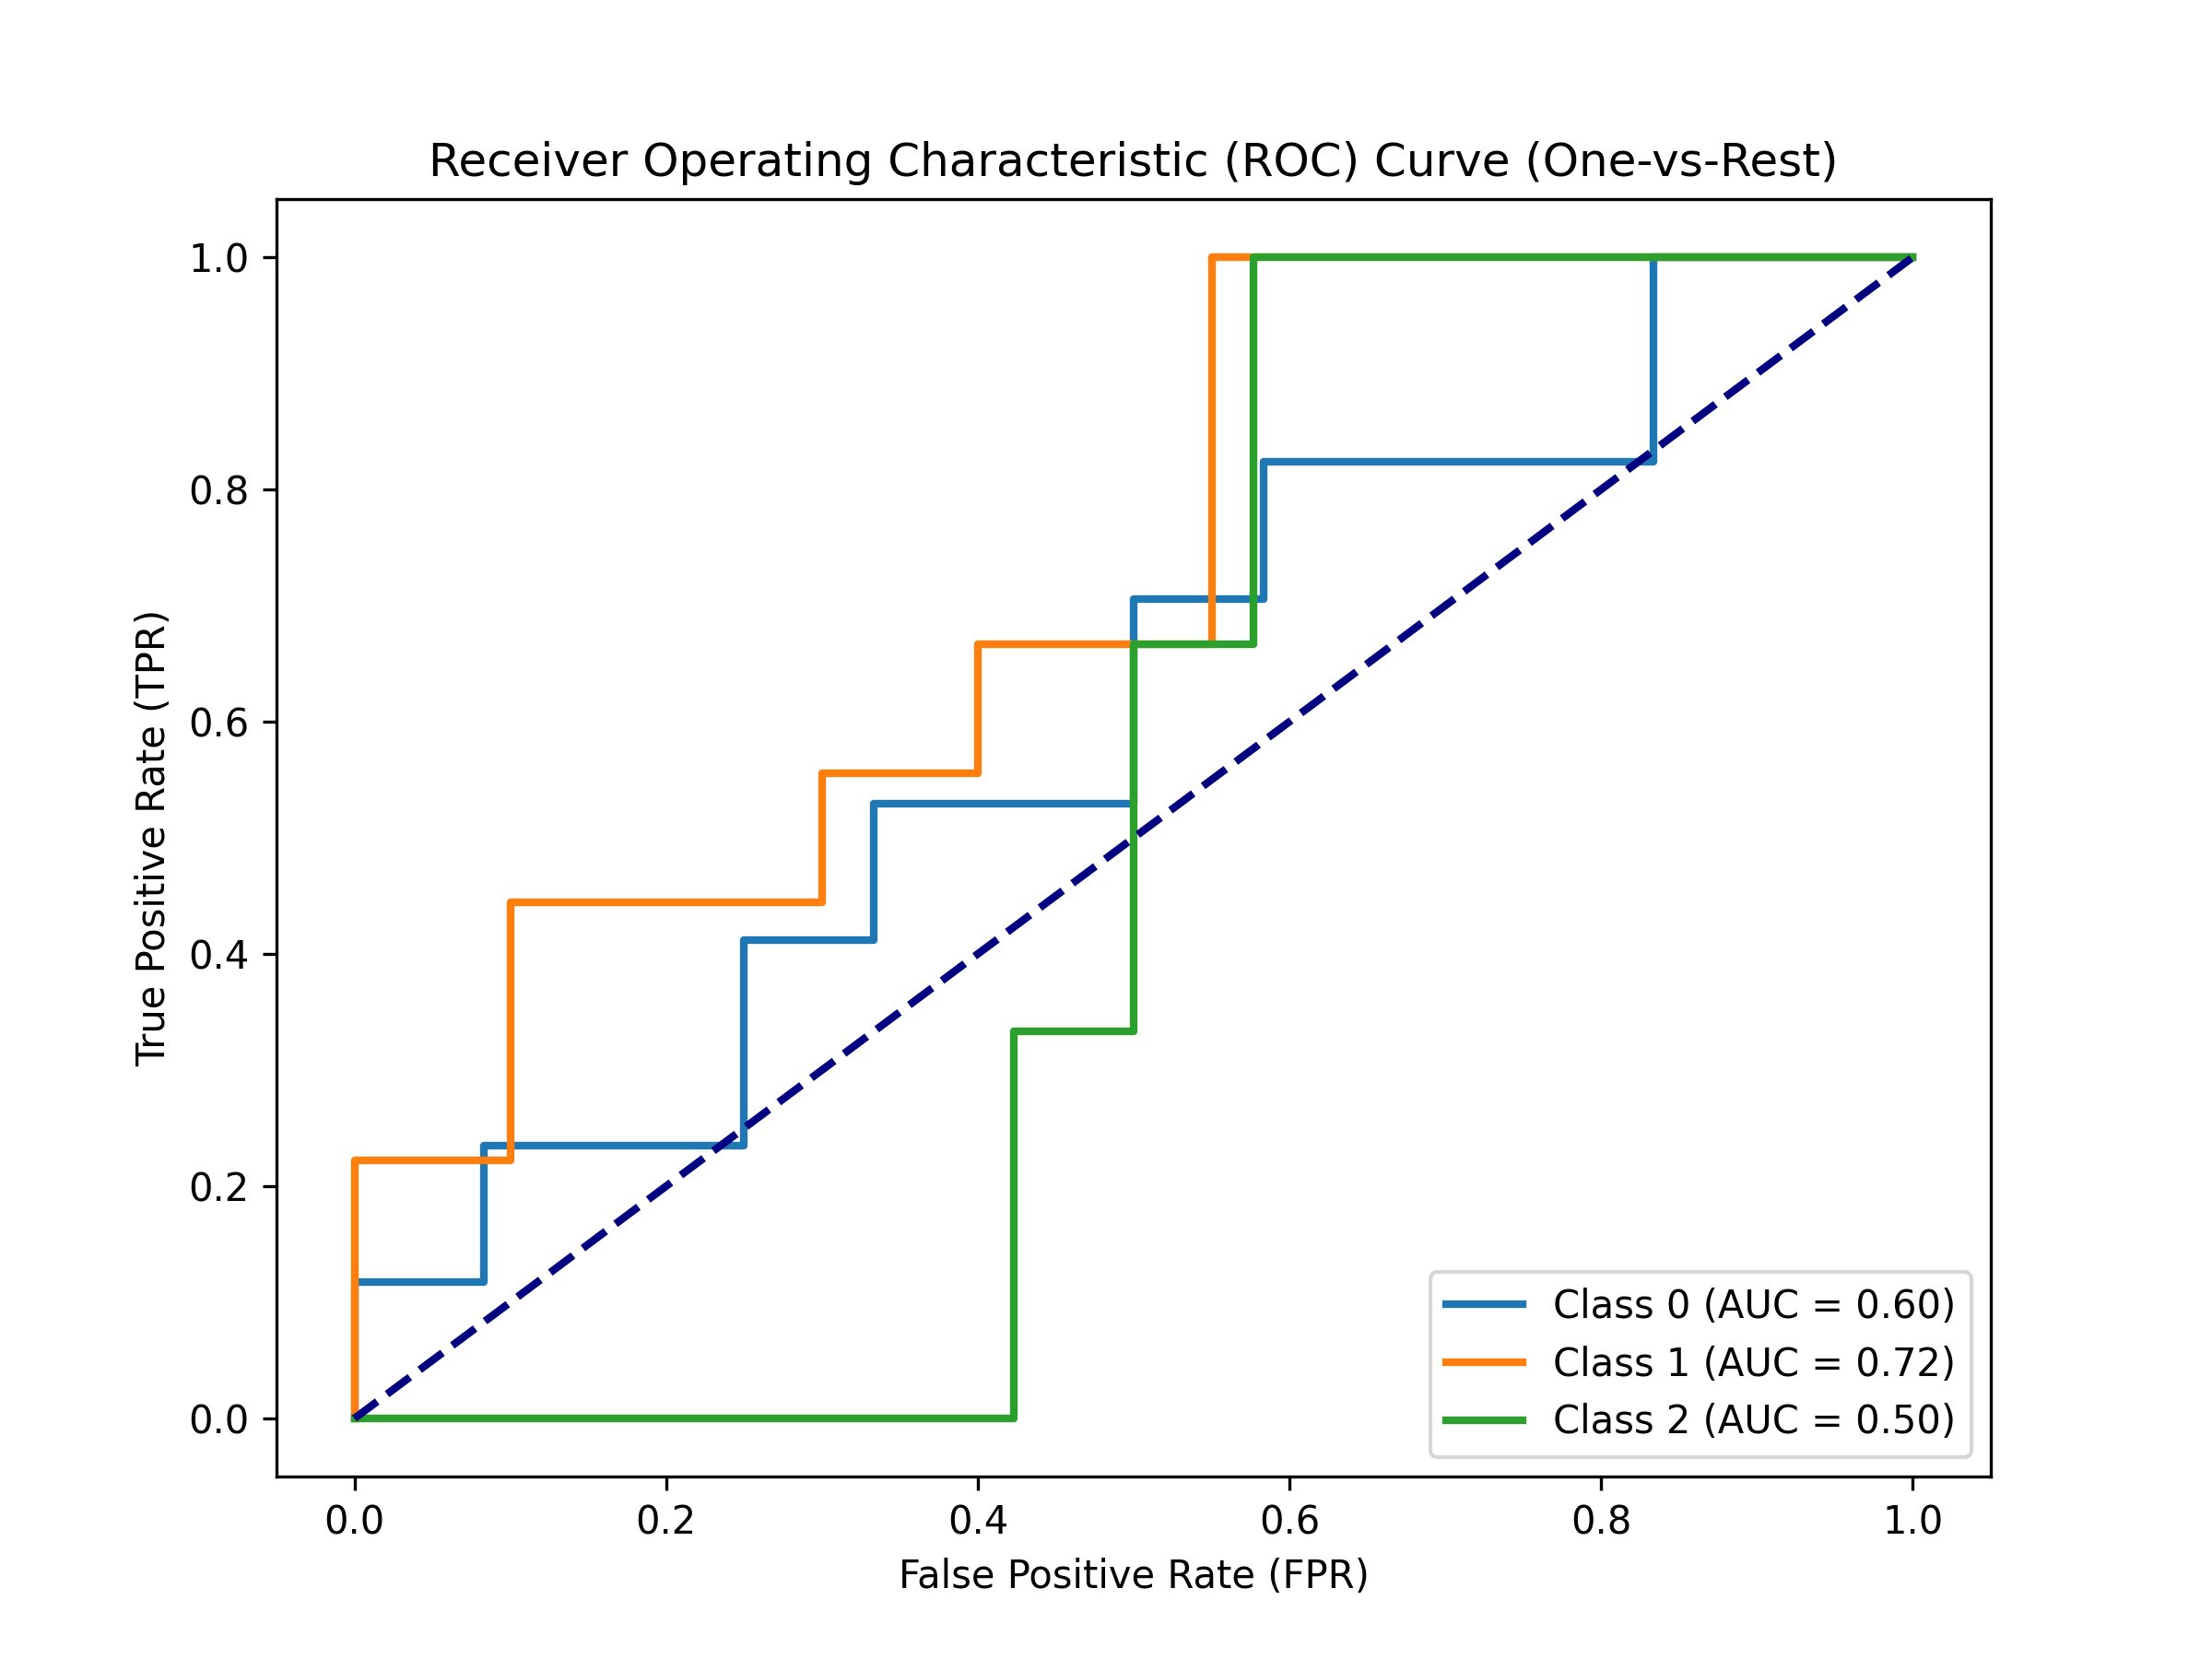 Receiver Operating Characteristic (ROC) Curve (One-vs-Rest)
True Positive Rate (TPR)
1.0
0.8
0.6
0.4
0.2
0.0
Class 0 (AUC = 0.60)
Class 1 (AUC = 0.72)
Class 2 (AUC = 0.50)
0.0 0.2 0.4 0.6 0.8 1.0
False Positive Rate (FPR)